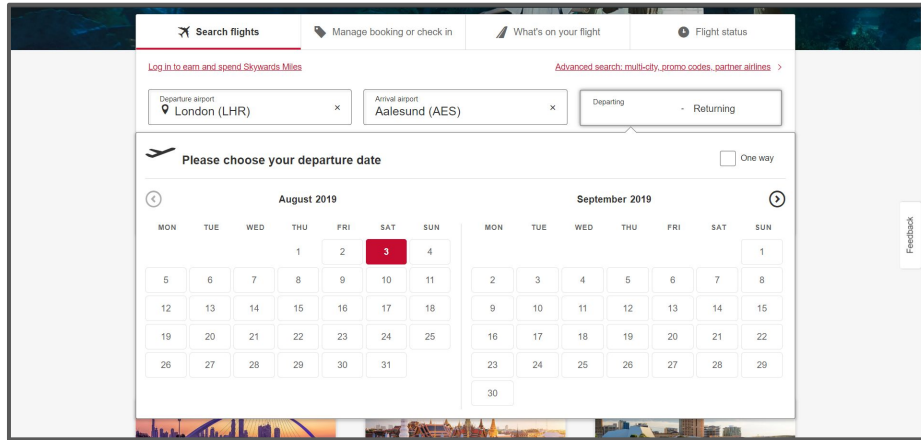 Search flights
Manage booking or check in
What's on your flight
Flight status
Log in to earn and spend Skywards Miles
Advanced search: multi-city, promo codes, partner airlines >
Departure airport
London (LHR) ×
Arrival airport
Aalesund (AES) ×
Departing - Returning
Please choose your departure date
One way
August 2019
MON TUE WED THU FRI SAT SUN
1 2 3 4
5 6 7 8 9 10 11
12 13 14 15 16 17 18
19 20 21 22 23 24 25
26 27 28 29 30 31
September 2019
MON TUE WED THU FRI SAT SUN
1
2 3 4 5 6 7 8
9 10 11 12 13 14 15
16 17 18 19 20 21 22
23 24 25 26 27 28 29
30
Feedback